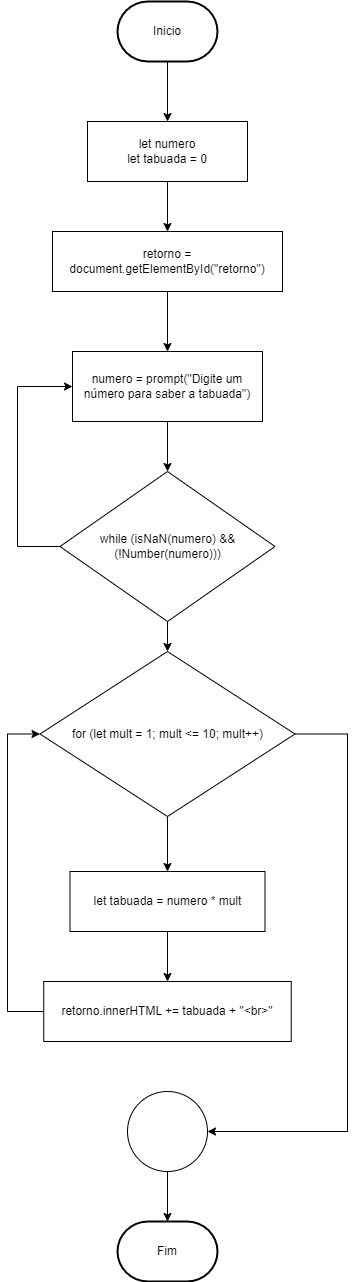 Inicio
let numero
let tabuada = 0
retorno =
document.getElementById("retorno")
numero = prompt("Digite um
número para saber a tabuada")
while (isNaN(numero) &&
(!Number(numero)))
for (let mult = 1; mult <= 10; mult++)
let tabuada = numero * mult
retorno.innerHTML += tabuada + "<br>"
Fim